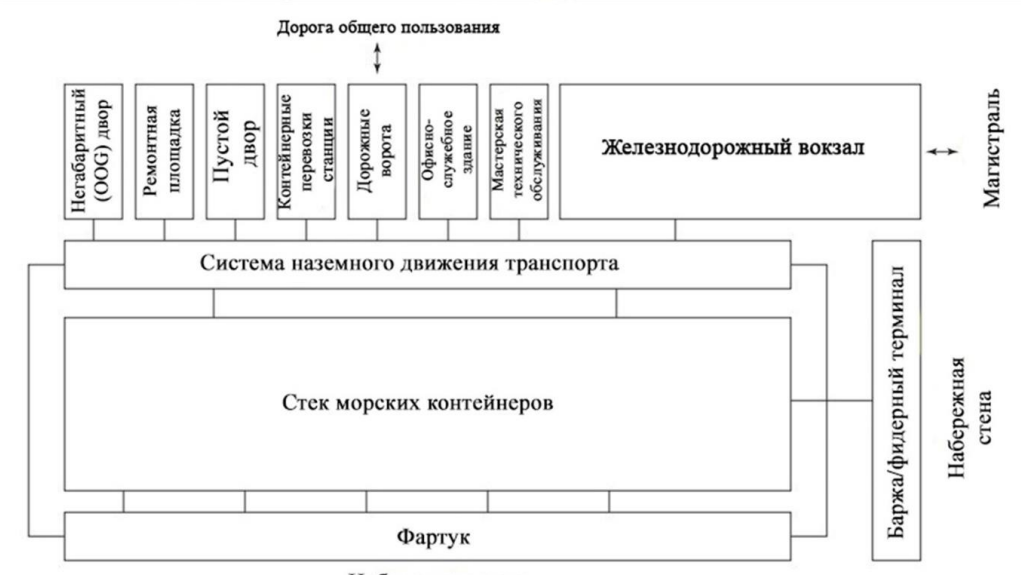 Дорога общего пользования
Негабаритный
(OOG) двор
Ремонтная
площадка
Пустой
двор
Контейнерные
перевозки
станции
Дорожные
ворота
Офисно-
служебное
здание
Мастерская
технического
обслуживания
Железнодорожный вокзал
Магистраль
Система наземного движения транспорта
Стек морских контейнеров
Баржа/фидерный терминал
Набережная
стена
Фартук